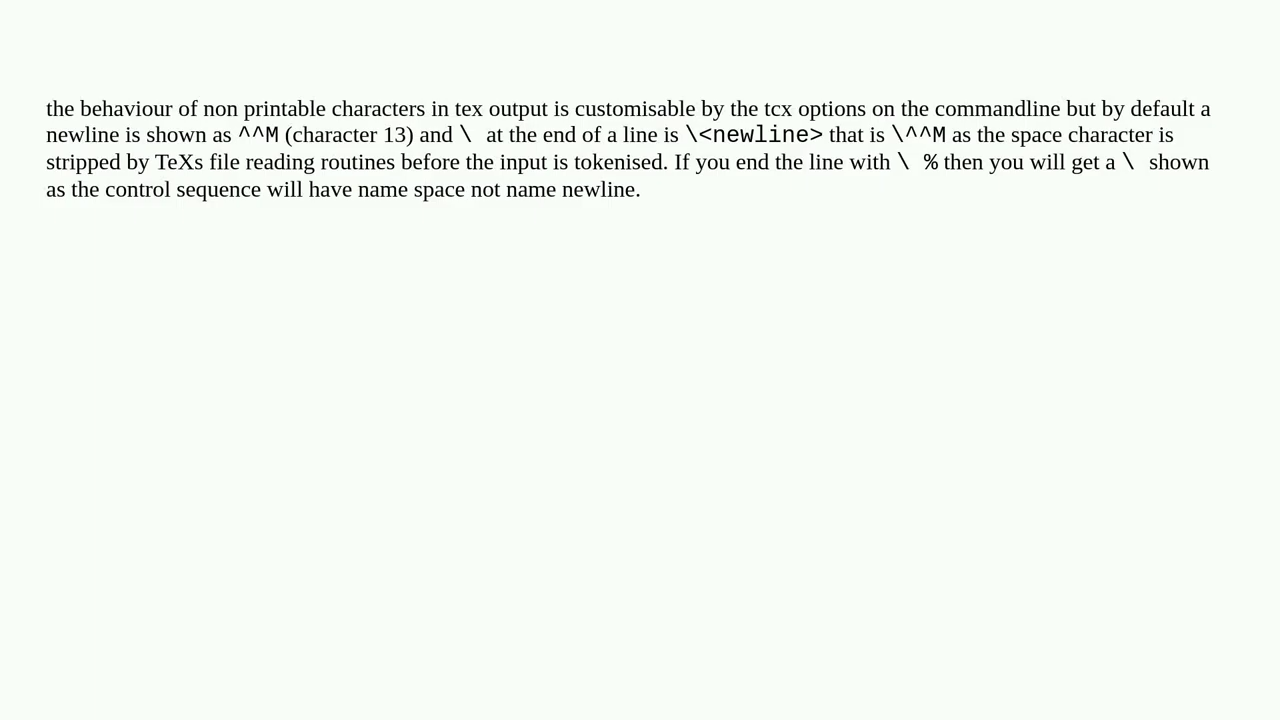 the behaviour of non printable characters in tex output is customisable by the tcx options on the commandline but by default a
newline is shown as ^^M (character 13) and \  at the end of a line is \<newline> that is \^^M as the space character is
stripped by TeXs file reading routines before the input is tokenised. If you end the line with \ % then you will get a \  shown
as the control sequence will have name space not name newline.